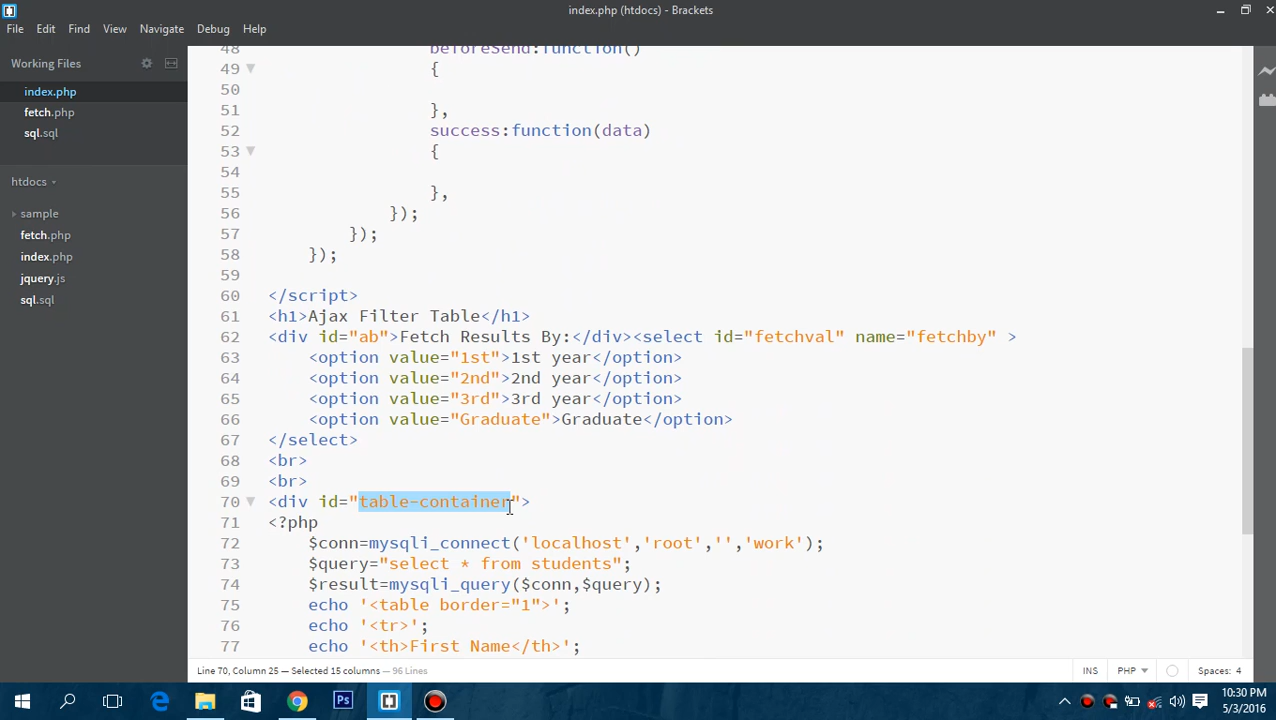 index.php (htdocs) - Brackets
File Edit Find View Navigate Debug Help
Working Files
index.php
fetch.php
sql.sql
htdocs
sample
fetch.php
index.php
jquery.js
sql.sql
48 beforeSend:function()
49 {
50
51 },
52 success:function(data)
53 {
54
55 },
56 });
57 });
58 });
59
60 </script>
61 <h1>Ajax Filter Table</h1>
62 <div id="ab">Fetch Results By:</div><select id="fetchval" name="fetchby" >
63 <option value="1st">1st year</option>
64 <option value="2nd">2nd year</option>
65 <option value="3rd">3rd year</option>
66 <option value="Graduate">Graduate</option>
67 </select>
68 <br>
69 <br>
70 <div id="table-container">
71 <?php
72 $conn=mysqli_connect('localhost','root','','work');
73 $query="select * from students";
74 $result=mysqli_query($conn,$query);
75 echo '<table border="1">';
76 echo '<tr>';
77 echo '<th>First Name</th>';
Line 70, Column 25 — Selected 15 columns — 96 Lines
INS PHP Spaces: 4
Ps
10:30 PM
5/3/2016